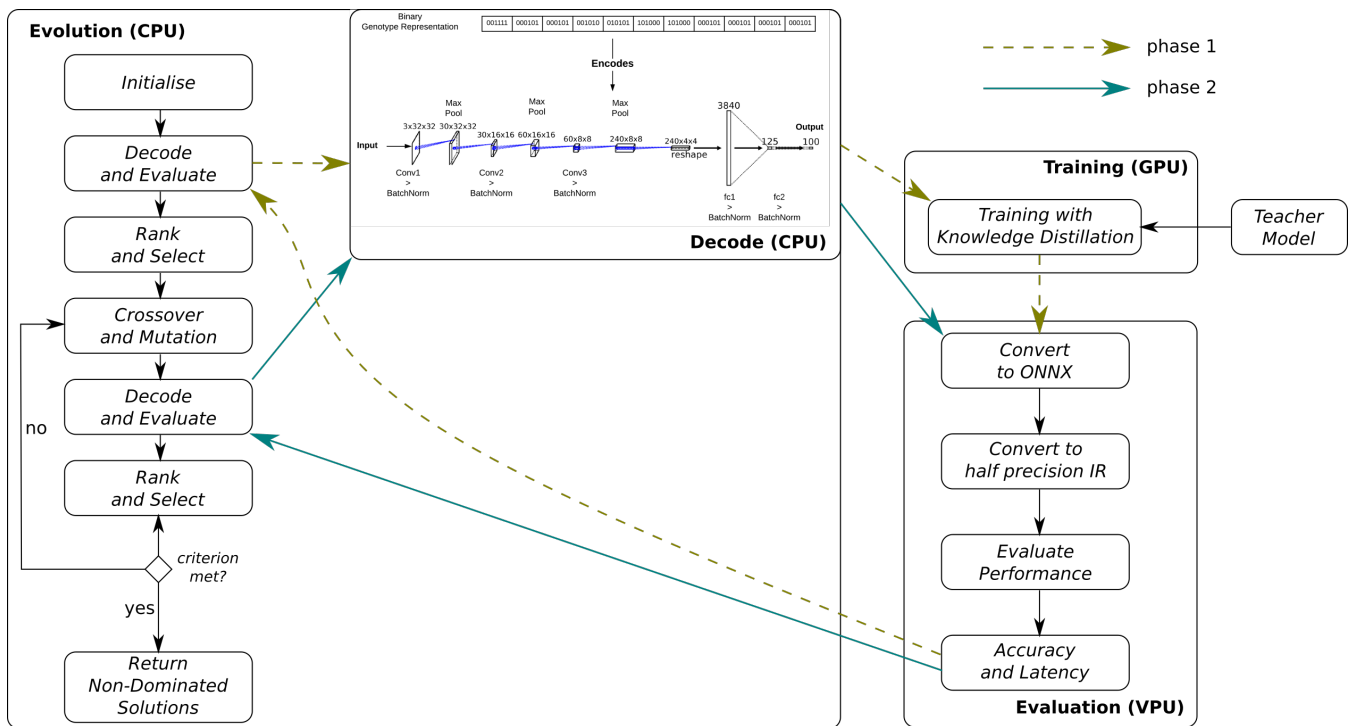 Evolution (CPU)
Initialise
Decode
and Evaluate
Rank
and Select
Crossover
and Mutation
Decode
and Evaluate
Rank
and Select
criterion
met?
no
yes
Return
Non-Dominated
Solutions
Binary
Genotype Representation
001111 000101 000101 001010 010101 101000 101000 000101 000101 000101 000101
Encodes
Max
Pool
Max
Pool
Max
Pool
3x32x32 30x32x32 30x16x16 60x16x16 60x8x8 240x8x8 240x4x4
reshape
3840
125
Output
100
Input
Conv1
>
BatchNorm
Conv2
>
BatchNorm
Conv3
>
BatchNorm
fc1
>
BatchNorm
fc2
>
BatchNorm
Decode (CPU)
phase 1
phase 2
Training (GPU)
Training with
Knowledge Distillation
Teacher
Model
Convert
to ONNX
Convert to
half precision IR
Evaluate
Performance
Accuracy
and Latency
Evaluation (VPU)